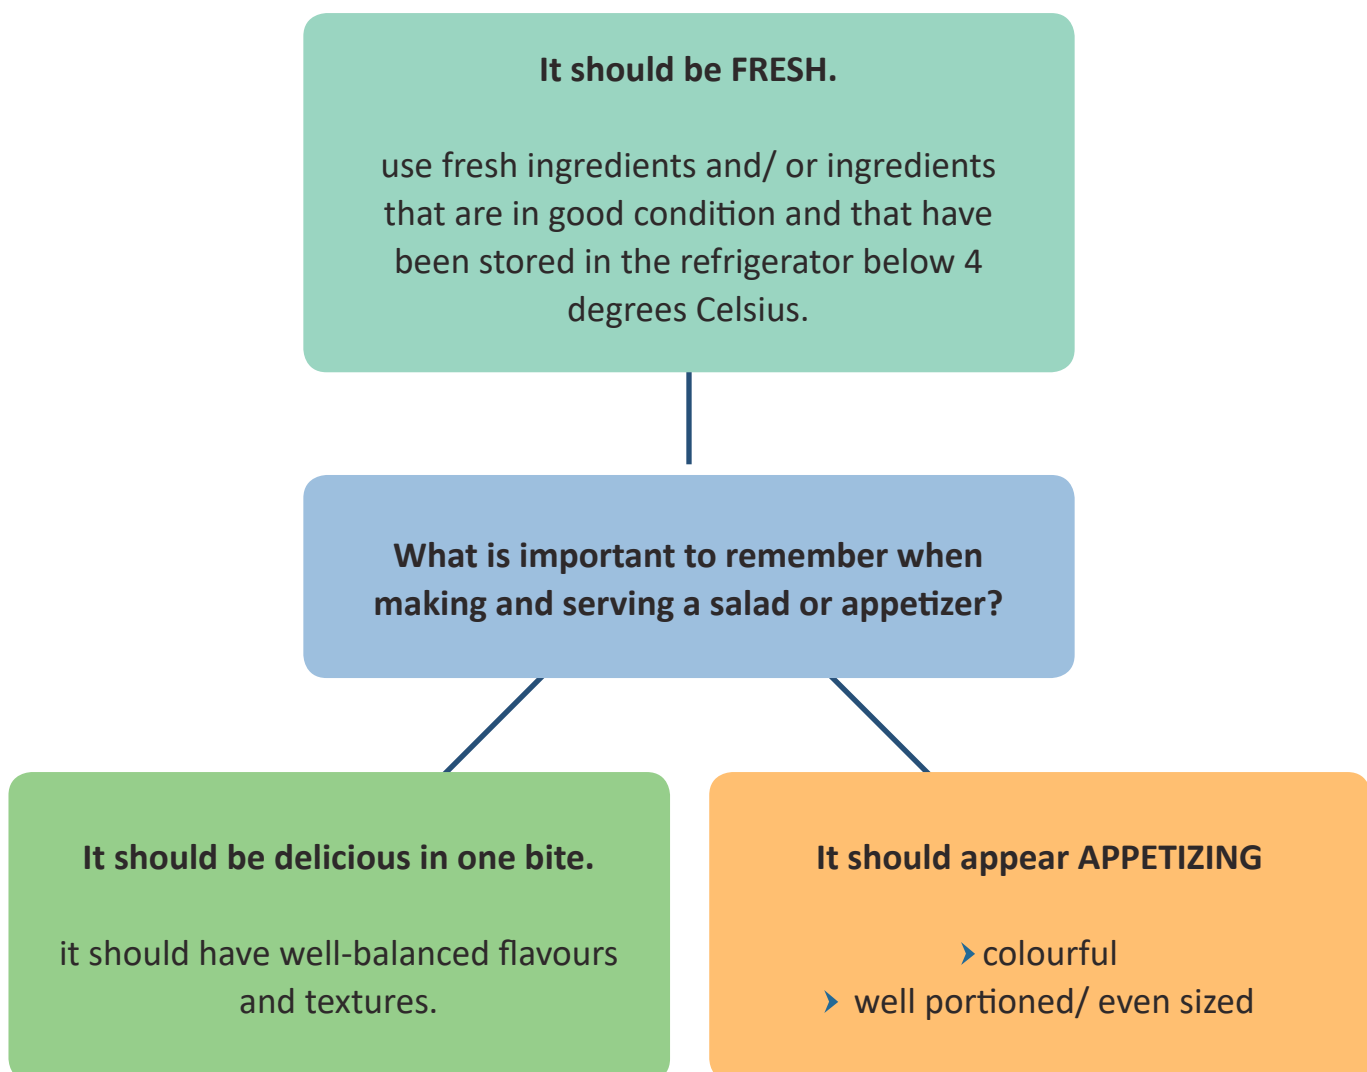 It should be FRESH.
use fresh ingredients and/ or ingredients
that are in good condition and that have
been stored in the refrigerator below 4
degrees Celsius.
What is important to remember when
making and serving a salad or appetizer?
It should be delicious in one bite.
it should have well-balanced flavours
and textures.
It should appear APPETIZING
colourful
well portioned/ even sized